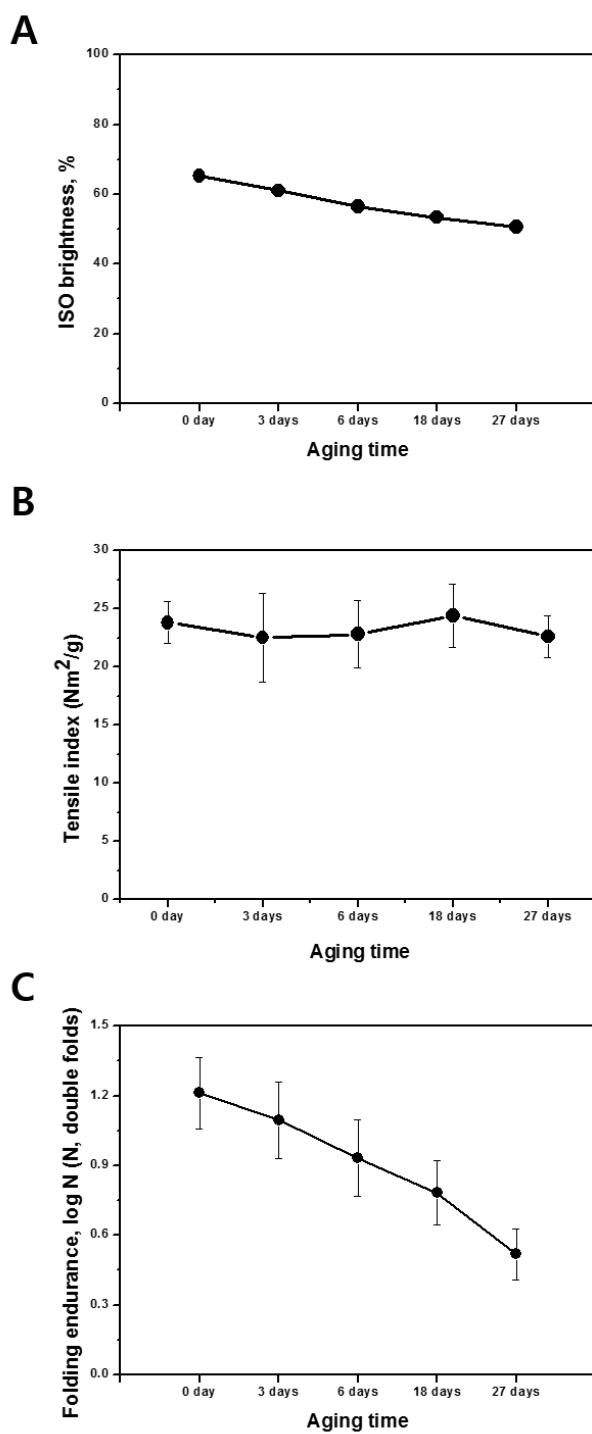 A
ISO brightness, %
100
80
60
40
20
0
0 day 3 days 6 days 18 days 27 days
Aging time
B
Tensile index (Nm²/g)
30
25
20
15
10
5
0
0 day 3 days 6 days 18 days 27 days
Aging time
C
Folding endurance, log N (N, double folds)
1.5
1.2
0.9
0.6
0.3
0.0
0 day 3 days 6 days 18 days 27 days
Aging time